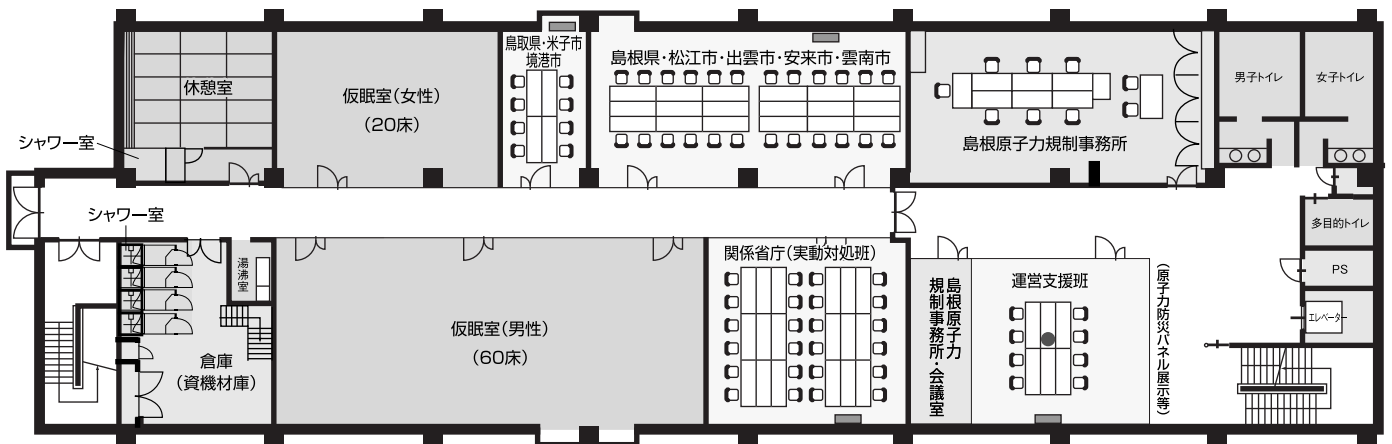 鳥取県・米子市
境港市
島根県・松江市・出雲市・安来市・雲南市
男子トイレ
女子トイレ
休憩室
仮眠室(女性)
(20床)
島根原子力規制事務所
シャワー室
シャワー室
多目的トイレ
湯沸室
関係省庁(実動対処班)
PS
運営支援班
島根原子力
規制事務所・会議室
(原子力防災パネル展示等)
エレベーター
仮眠室(男性)
(60床)
倉庫
(資機材庫)